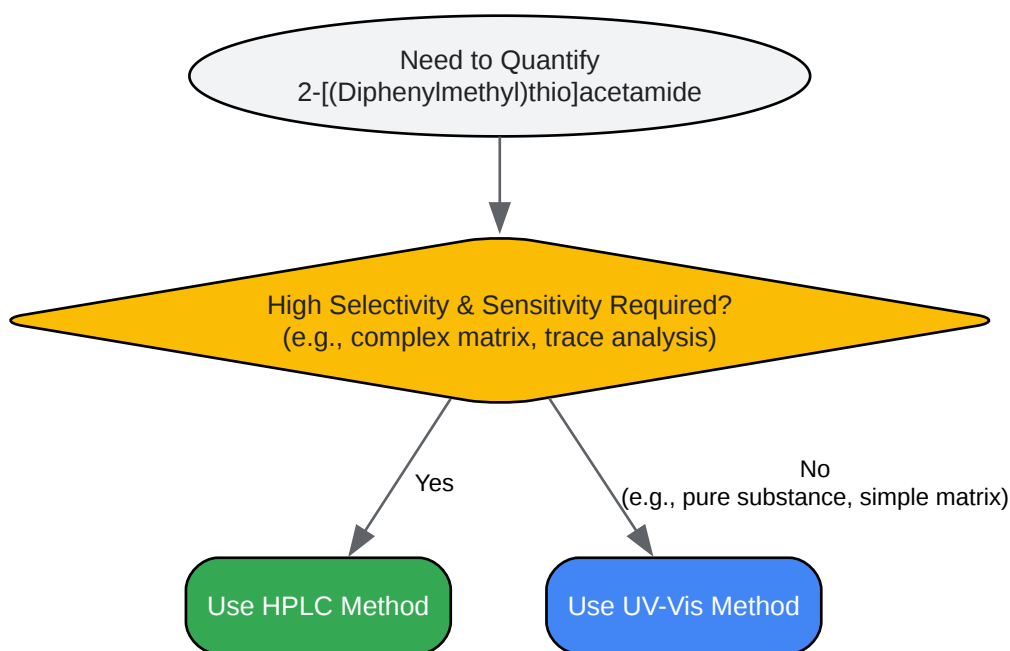 Need to Quantify
2-[(Diphenylmethyl)thio]acetamide
High Selectivity & Sensitivity Required?
(e.g., complex matrix, trace analysis)
Yes
No
(e.g., pure substance, simple matrix)
Use HPLC Method
Use UV-Vis Method